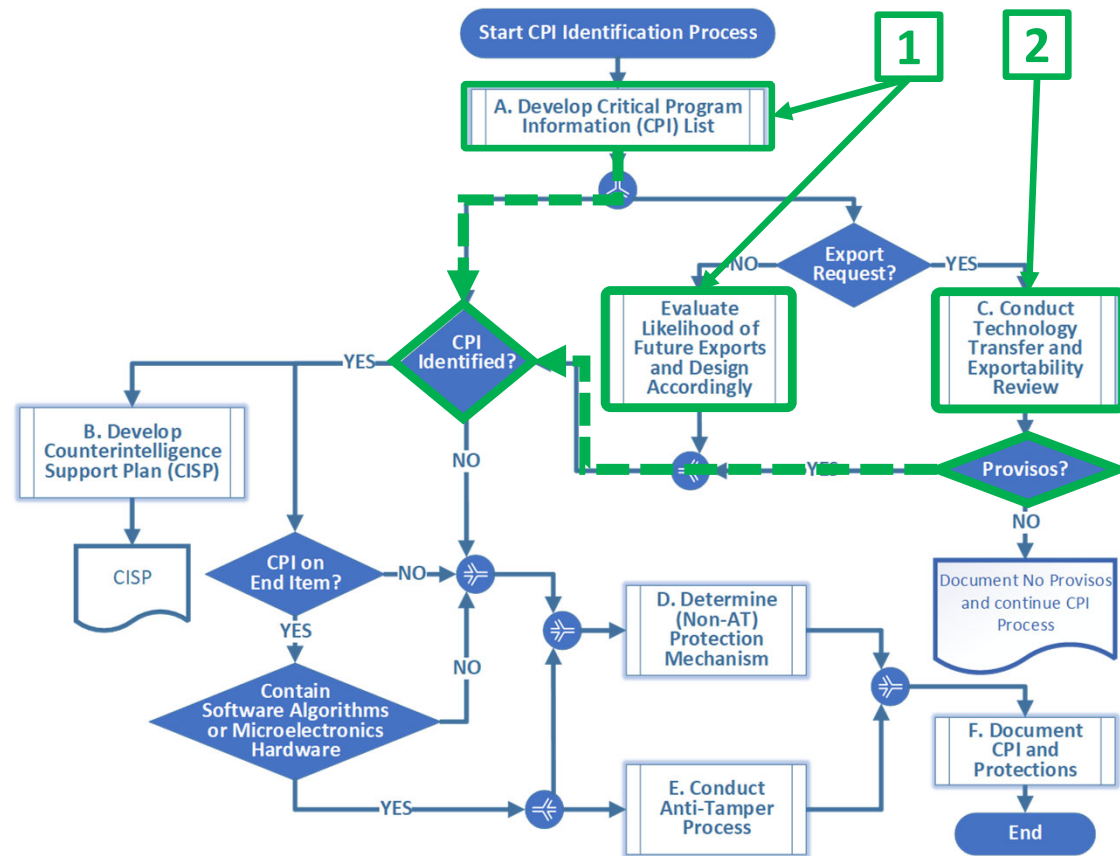 Start CPI Identification Process
1
2
A. Develop Critical Program
Information (CPI) List
Export
Request?
NO
YES
Evaluate
Likelihood of
Future Exports
and Design
Accordingly
C. Conduct
Technology
Transfer and
Exportability
Review
CPI
Identified?
YES
NO
B. Develop
Counterintelligence
Support Plan (CISP)
YES
Provisos?
NO
CISP
CPI on
End Item?
NO
YES
NO
Document No Provisos
and continue CPI
Process
D. Determine
(Non-AT)
Protection
Mechanism
Contain
Software Algorithms
or Microelectronics
Hardware
YES
E. Conduct
Anti-Tamper
Process
F. Document
CPI and
Protections
End